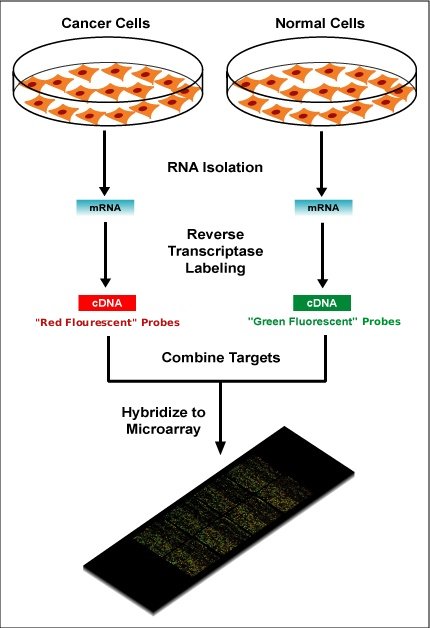 Cancer Cells
Normal Cells
RNA Isolation
mRNA
mRNA
Reverse
Transcriptase
Labeling
cDNA
cDNA
"Red Flourescent" Probes
"Green Fluorescent" Probes
Combine Targets
Hybridize to
Microarray